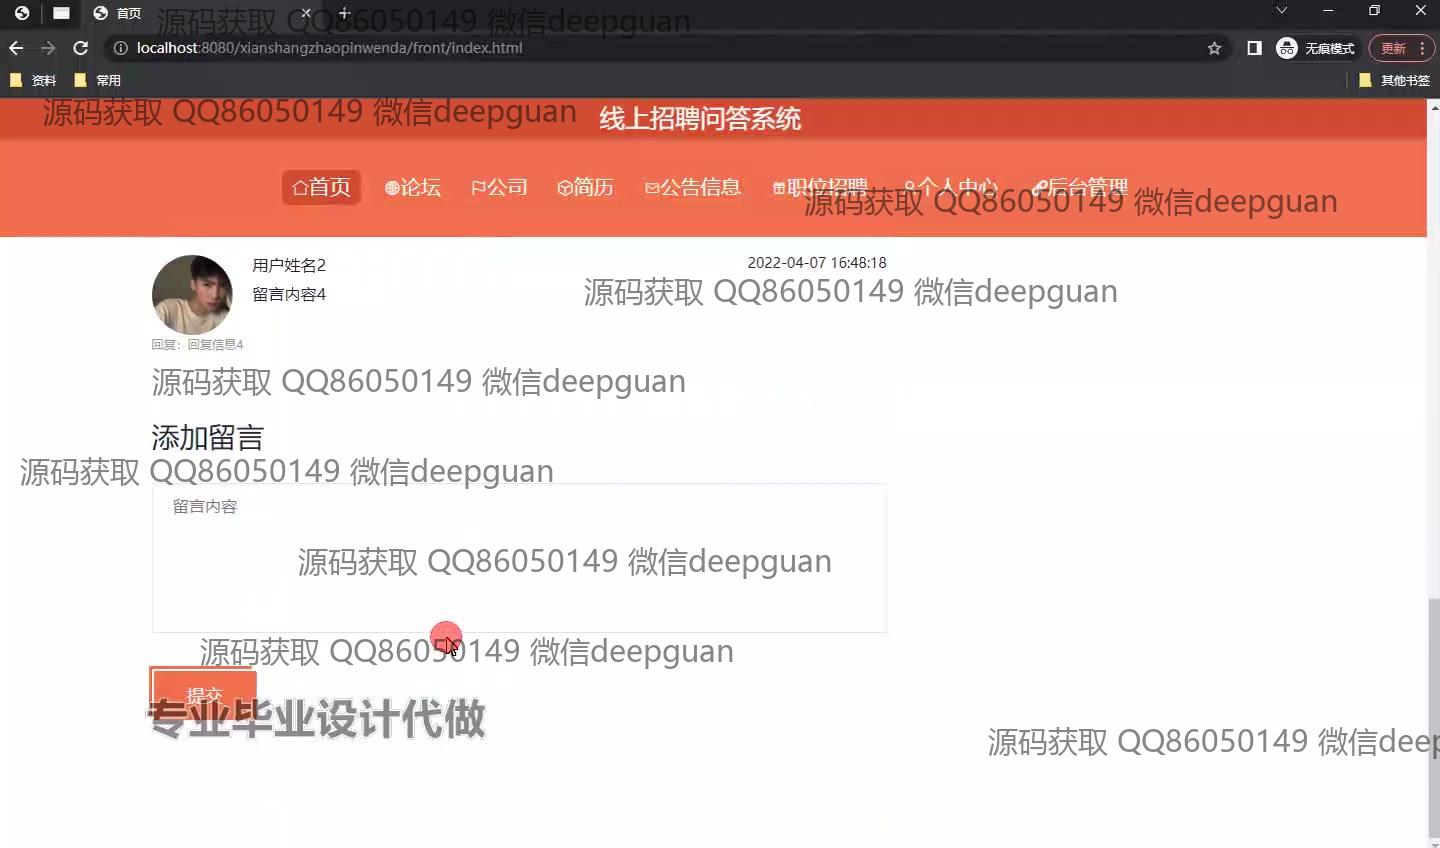 首页
源码获取 QQ86050149 微信deepguan
localhost:8080/xianshangzhaopinwenda/front/index.html
无痕模式
更新
资料
常用
其他书签
源码获取 QQ86050149 微信deepguan
线上招聘问答系统
首页
论坛
公司
简历
公告信息
职位招聘
个人中心
后台管理
源码获取 QQ86050149 微信deepguan
用户姓名2
2022-04-07 16:48:18
留言内容4
源码获取 QQ86050149 微信deepguan
回复：回复信息4
源码获取 QQ86050149 微信deepguan
添加留言
源码获取 QQ86050149 微信deepguan
留言内容
源码获取 QQ86050149 微信deepguan
源码获取 QQ86050149 微信deepguan
提交
专业毕业设计代做
源码获取 QQ86050149 微信deep